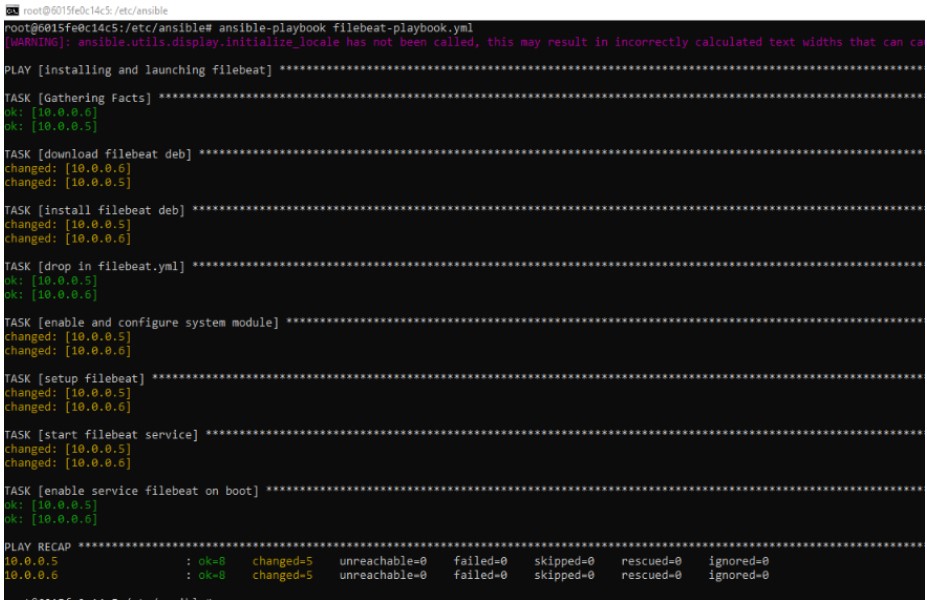 root@6015fe0c14c5: /etc/ansible
root@6015fe0c14c5:/etc/ansible# ansible-playbook filebeat-playbook.yml
[WARNING]: ansible.utils.display.initialize_locale has not been called, this may result in incorrectly calculated text widths that can ca
PLAY [installing and launching filebeat] ************************************************************************************************
TASK [Gathering Facts] ******************************************************************************************************************
ok: [10.0.0.6]
ok: [10.0.0.5]
TASK [download filebeat deb] ************************************************************************************************************
changed: [10.0.0.6]
changed: [10.0.0.5]
TASK [install filebeat deb] *************************************************************************************************************
changed: [10.0.0.5]
changed: [10.0.0.6]
TASK [drop in filebeat.yml] *************************************************************************************************************
ok: [10.0.0.5]
ok: [10.0.0.6]
TASK [enable and configure system module] ***********************************************************************************************
changed: [10.0.0.5]
changed: [10.0.0.6]
TASK [setup filebeat] *******************************************************************************************************************
changed: [10.0.0.5]
changed: [10.0.0.6]
TASK [start filebeat service] ***********************************************************************************************************
changed: [10.0.0.5]
changed: [10.0.0.6]
TASK [enable service filebeat on boot] **************************************************************************************************
ok: [10.0.0.5]
ok: [10.0.0.6]
PLAY RECAP ******************************************************************************************************************************
10.0.0.5 : ok=8 changed=5 unreachable=0 failed=0 skipped=0 rescued=0 ignored=0
10.0.0.6 : ok=8 changed=5 unreachable=0 failed=0 skipped=0 rescued=0 ignored=0